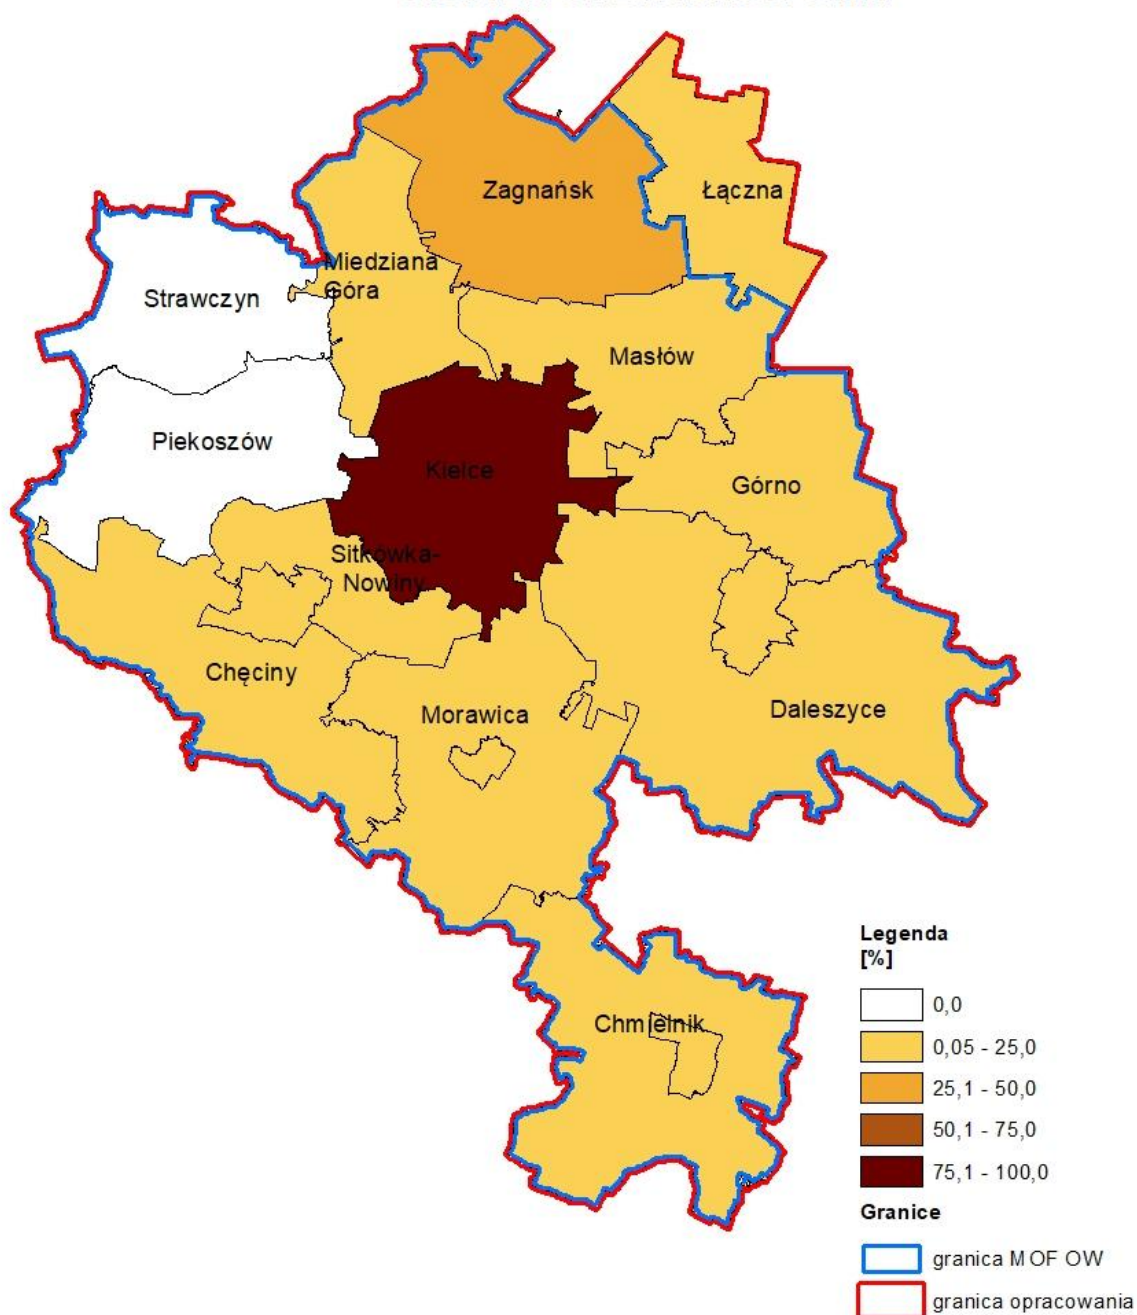 Zagnańsk
Łączna
Miedziana
Góra
Strawczyn
Masłów
Piekoszów
Kielce
Górno
Sitkówka-
Nowiny
Chęciny
Morawica
Daleszyce
Chmielnik
Legenda
[%]
0,0
0,05 - 25,0
25,1 - 50,0
50,1 - 75,0
75,1 - 100,0
Granice
granica MOF OW
granica opracowania